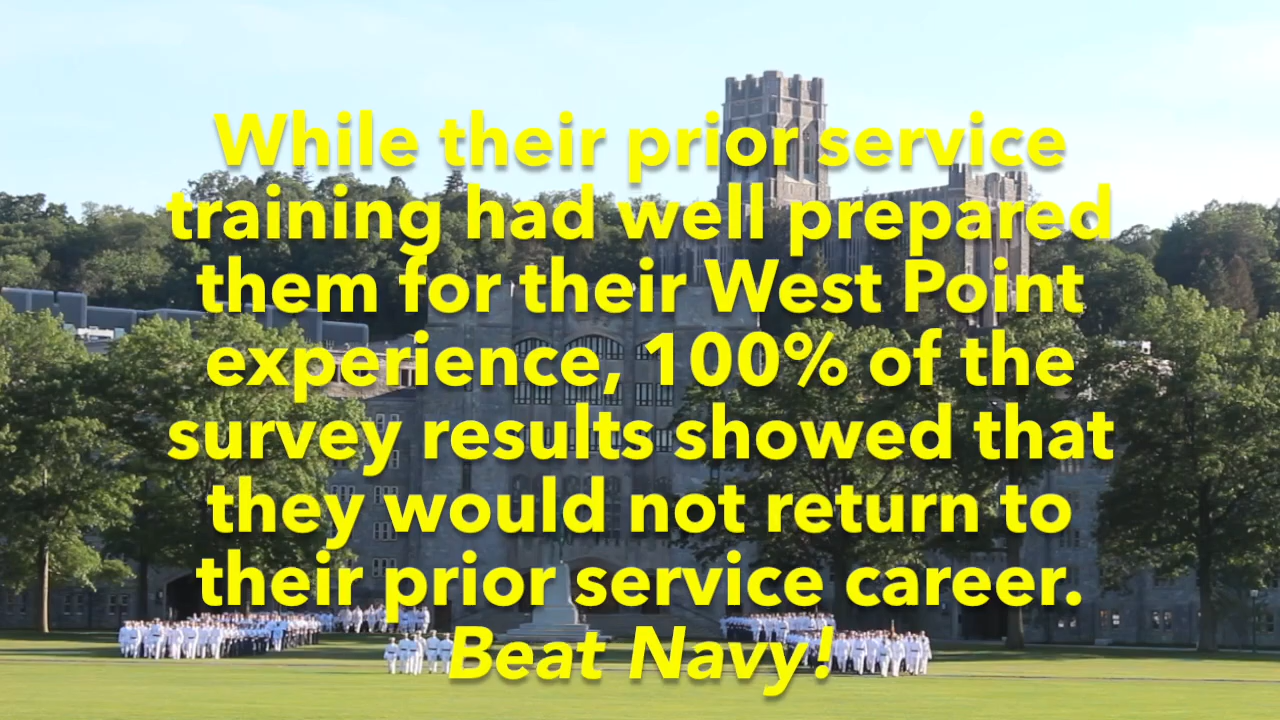 While their prior service
training had well prepared
them for their West Point
experience, 100% of the
survey results showed that
they would not return to
their prior service career.
Beat Navy!